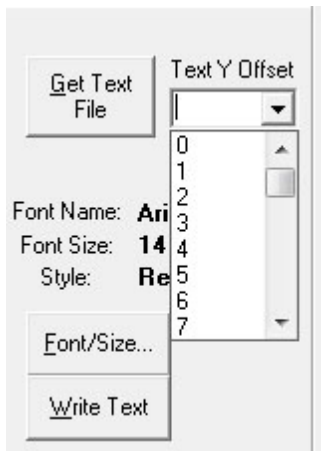 Get Text
File
Text Y Offset
0
1
2
3
4
5
6
7
Font Name: Ari
Font Size: 14
Style: Re
Font/Size...
Write Text